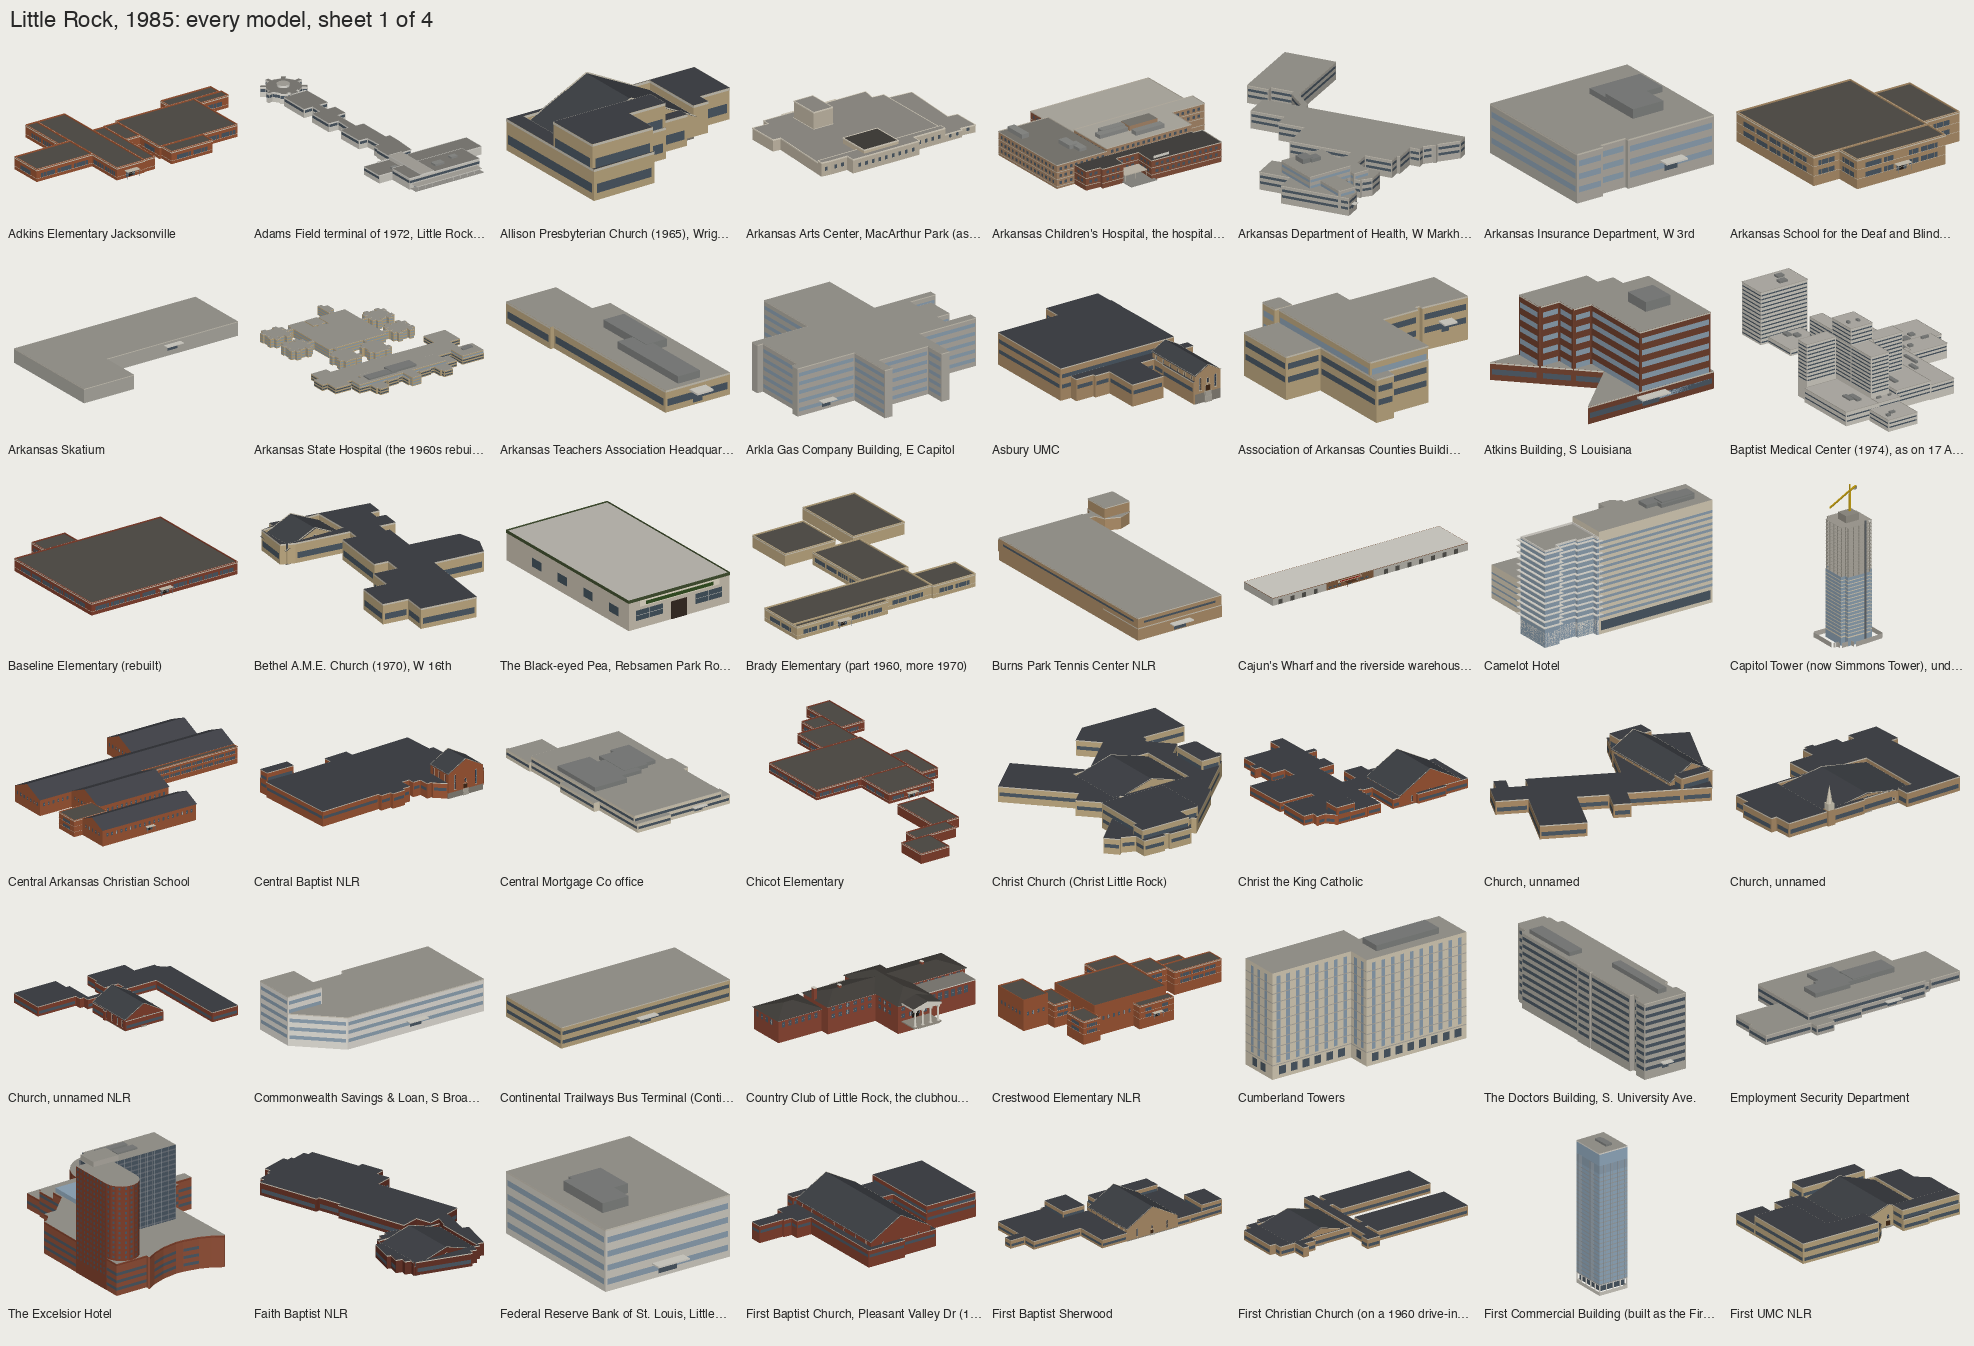 Little Rock, 1985: every model, sheet 1 of 4
Adkins Elementary Jacksonville
Adams Field terminal of 1972, Little Rock...
Allison Presbyterian Church (1965), Wrig...
Arkansas Arts Center, MacArthur Park (as...
Arkansas Children's Hospital, the hospital...
Arkansas Department of Health, W Markh...
Arkansas Insurance Department, W 3rd
Arkansas School for the Deaf and Blind...
Arkansas Skatium
Arkansas State Hospital (the 1960s rebui...
Arkansas Teachers Association Headquar...
Arkla Gas Company Building, E Capitol
Asbury UMC
Association of Arkansas Counties Buildi...
Atkins Building, S Louisiana
Baptist Medical Center (1974), as on 17 A...
Baseline Elementary (rebuilt)
Bethel A.M.E. Church (1970), W 16th
The Black-eyed Pea, Rebsamen Park Ro...
Brady Elementary (part 1960, more 1970)
Burns Park Tennis Center NLR
Cajun's Wharf and the riverside warehous...
Camelot Hotel
Capitol Tower (now Simmons Tower), und...
Central Arkansas Christian School
Central Baptist NLR
Central Mortgage Co office
Chicot Elementary
Christ Church (Christ Little Rock)
Christ the King Catholic
Church, unnamed
Church, unnamed
Church, unnamed NLR
Commonwealth Savings & Loan, S Broa...
Continental Trailways Bus Terminal (Conti...
Country Club of Little Rock, the clubhou...
Crestwood Elementary NLR
Cumberland Towers
The Doctors Building, S. University Ave.
Employment Security Department
The Excelsior Hotel
Faith Baptist NLR
Federal Reserve Bank of St. Louis, Little...
First Baptist Church, Pleasant Valley Dr (1...
First Baptist Sherwood
First Christian Church (on a 1960 drive-in...
First Commercial Building (built as the Fir...
First UMC NLR